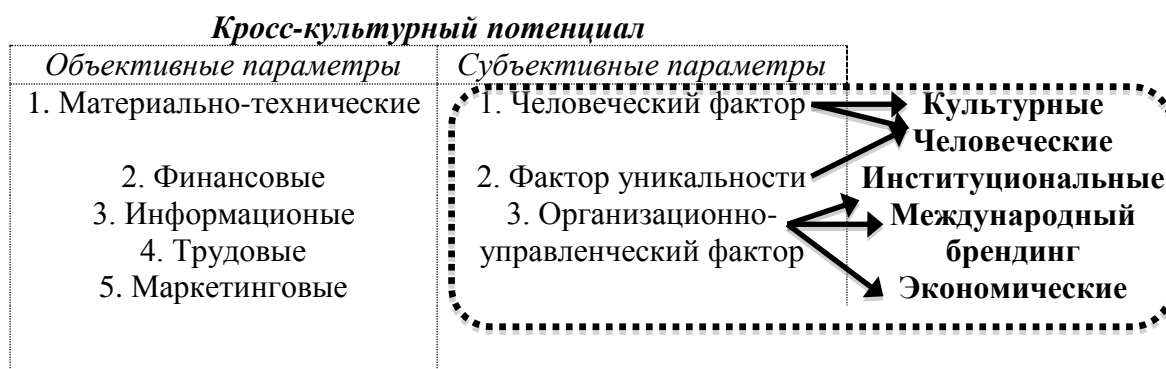 Кросс-культурный потенциал
Объективные параметры Субъективные параметры
1. Материально-технические 1. Человеческий фактор Культурные
Человеческие
2. Финансовые 2. Фактор уникальности Институциональные
3. Информационые 3. Организационно- Международный
4. Трудовые управленческий фактор брендинг
5. Маркетинговые Экономические